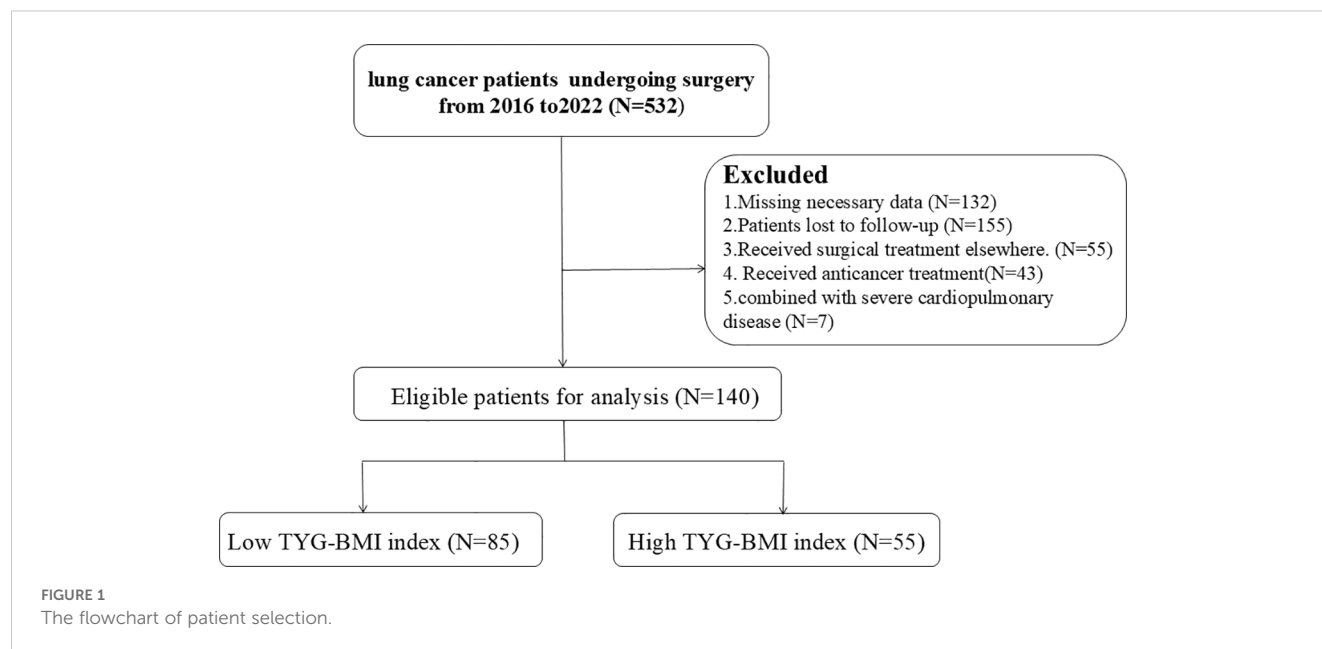 lung cancer patients undergoing surgery
from 2016 to2022 (N=532)
Excluded
1.Missing necessary data (N=132)
2.Patients lost to follow-up (N=155)
3.Received surgical treatment elsewhere. (N=55)
4. Received anticancer treatment(N=43)
5.combined with severe cardiopulmonary
disease (N=7)
Eligible patients for analysis (N=140)
Low TYG-BMI index (N=85)
High TYG-BMI index (N=55)
FIGURE 1
The flowchart of patient selection.